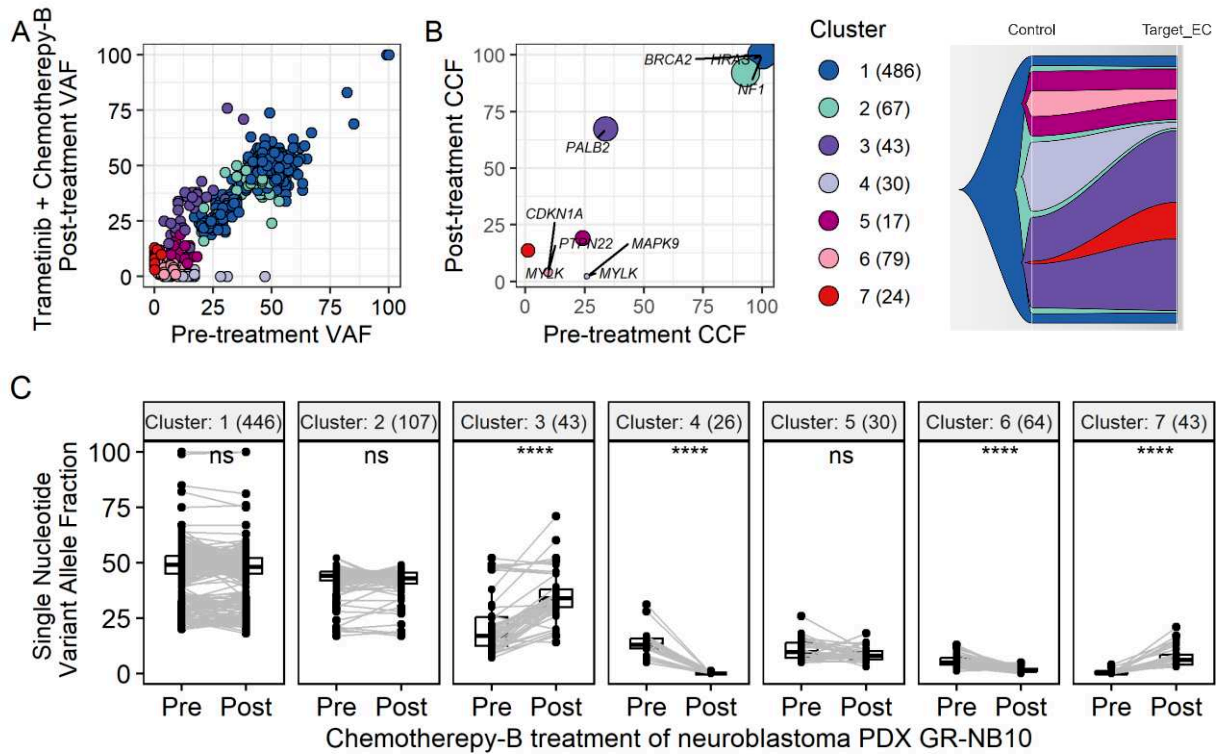 A
Trametinib + Chemotherepy-B
Post-treatment VAF
100
75
50
25
0
0 25 50 75 100
Pre-treatment VAF
B
Post-treatment CCF
100
75
50
25
0
BRCA2
HRAS
NF1
PALB2
CDKN1A
PTPN22
MAPK9
MYLK
MYLK
0 25 50 75 100
Pre-treatment CCF
Cluster
1 (486)
2 (67)
3 (43)
4 (30)
5 (17)
6 (79)
7 (24)
Control Target_EC
C
Single Nucleotide
Variant Allele Fraction
100
75
50
25
0
Cluster: 1 (446) Cluster: 2 (107) Cluster: 3 (43) Cluster: 4 (26) Cluster: 5 (30) Cluster: 6 (64) Cluster: 7 (43)
ns ns **** **** ns **** ****
Pre Post Pre Post Pre Post Pre Post Pre Post Pre Post Pre Post
Chemotherepy-B treatment of neuroblastoma PDX GR-NB10